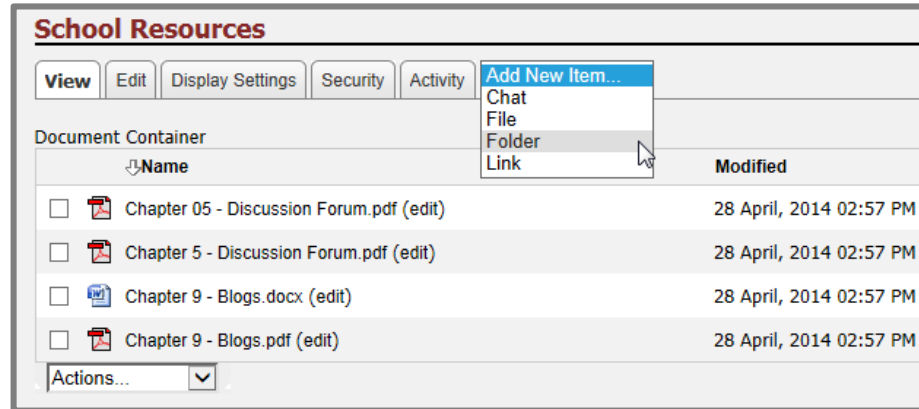 School Resources
View Edit Display Settings Security Activity Add New Item...
Chat
File
Folder
Link
Document Container
Name Modified
Chapter 05 - Discussion Forum.pdf (edit) 28 April, 2014 02:57 PM
Chapter 5 - Discussion Forum.pdf (edit) 28 April, 2014 02:57 PM
Chapter 9 - Blogs.docx (edit) 28 April, 2014 02:57 PM
Chapter 9 - Blogs.pdf (edit) 28 April, 2014 02:57 PM
Actions...